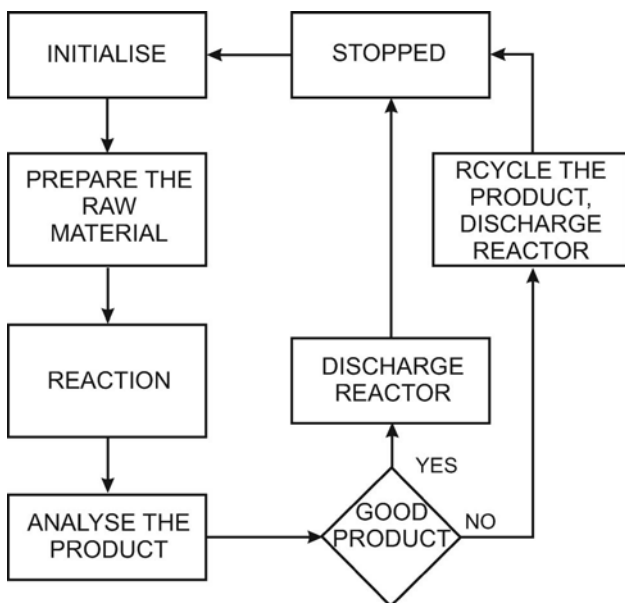 INITIALISE
STOPPED
PREPARE THE
RAW
MATERIAL
RCYCLE THE
PRODUCT,
DISCHARGE
REACTOR
REACTION
DISCHARGE
REACTOR
YES
ANALYSE THE
PRODUCT
GOOD
PRODUCT
NO